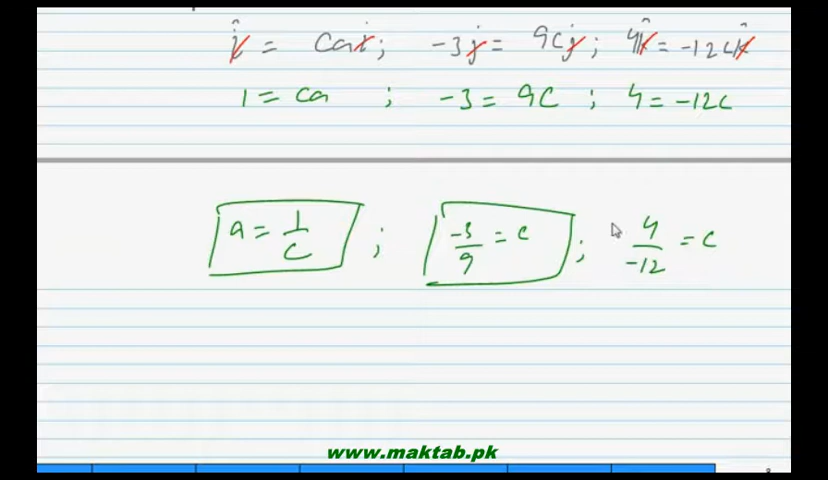 î = caî ; -3ĵ = 9cĵ ; 4k̂ = -12ck̂
1 = ca ; -3 = 9c ; 4 = -12c
a = 1/c ; -3/9 = c ; 4/-12 = c
www.maktab.pk